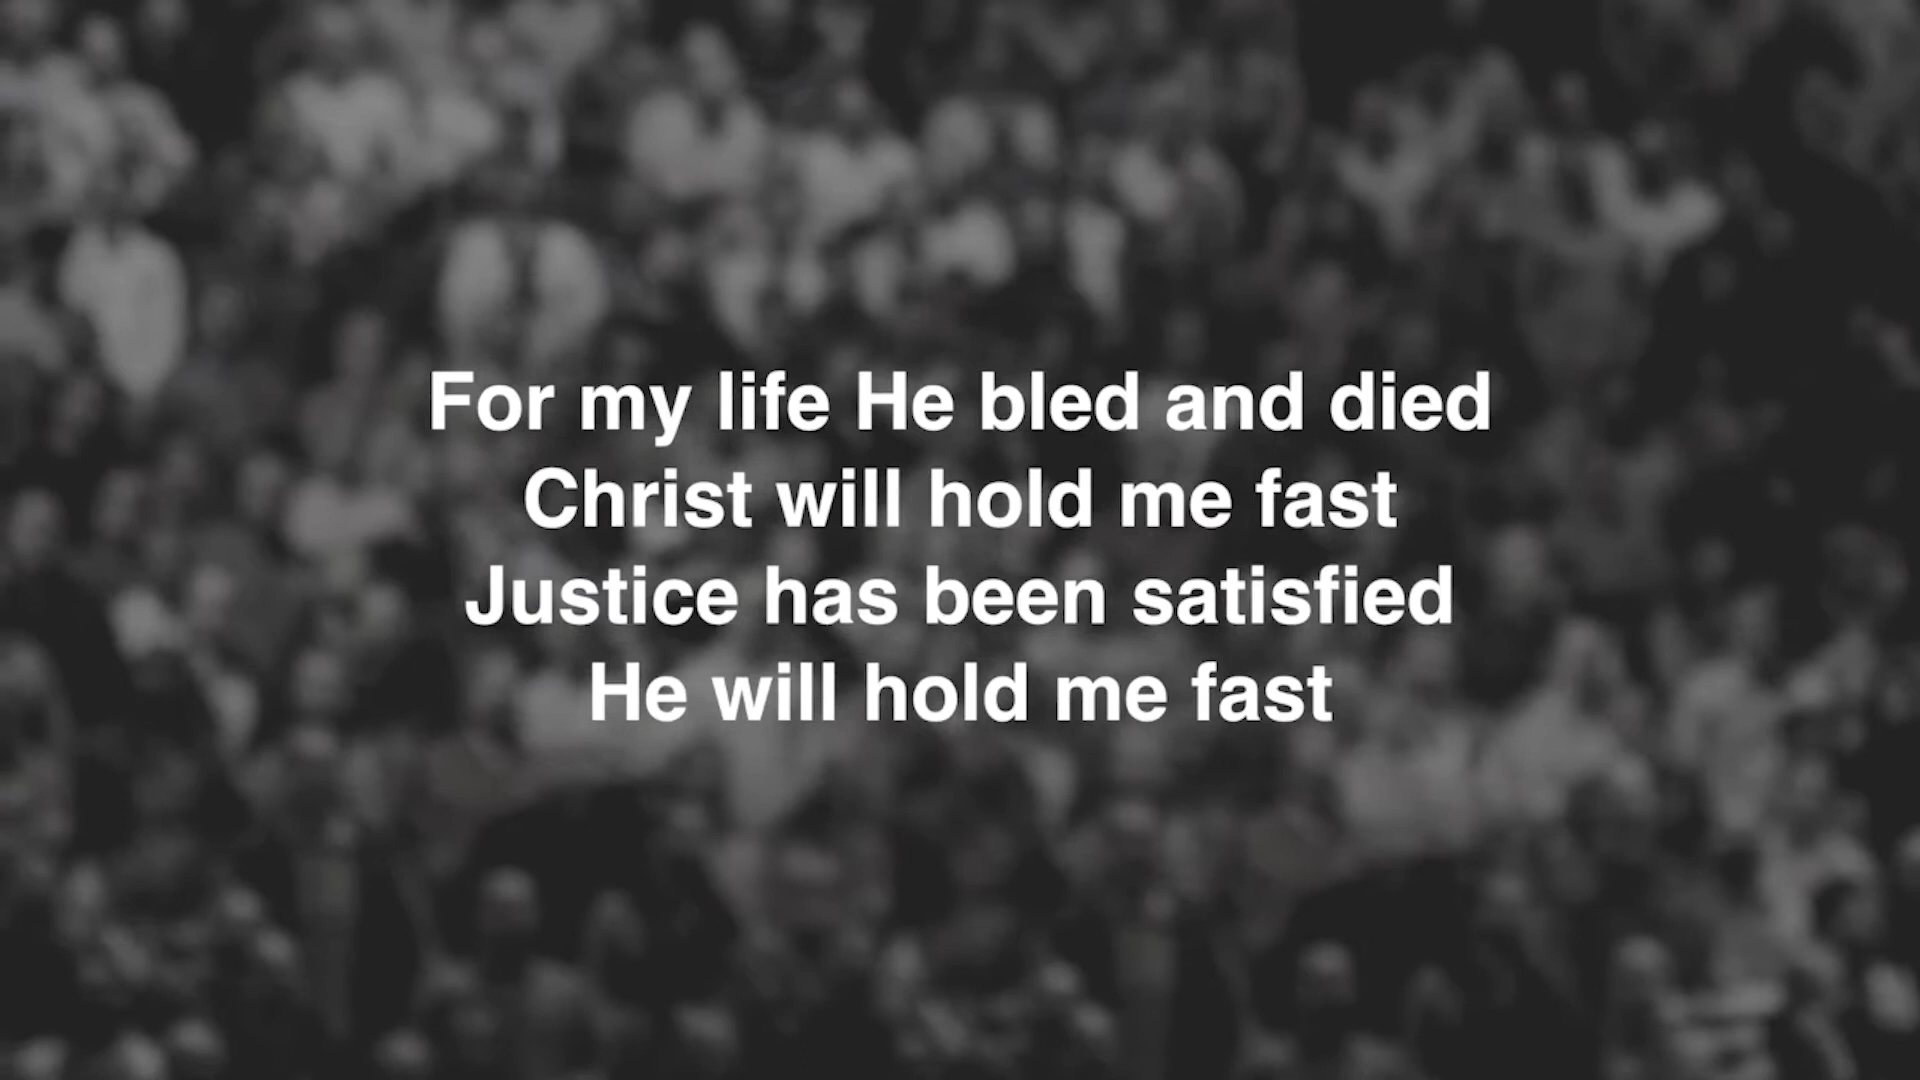 For my life He bled and died
Christ will hold me fast
Justice has been satisfied
He will hold me fast